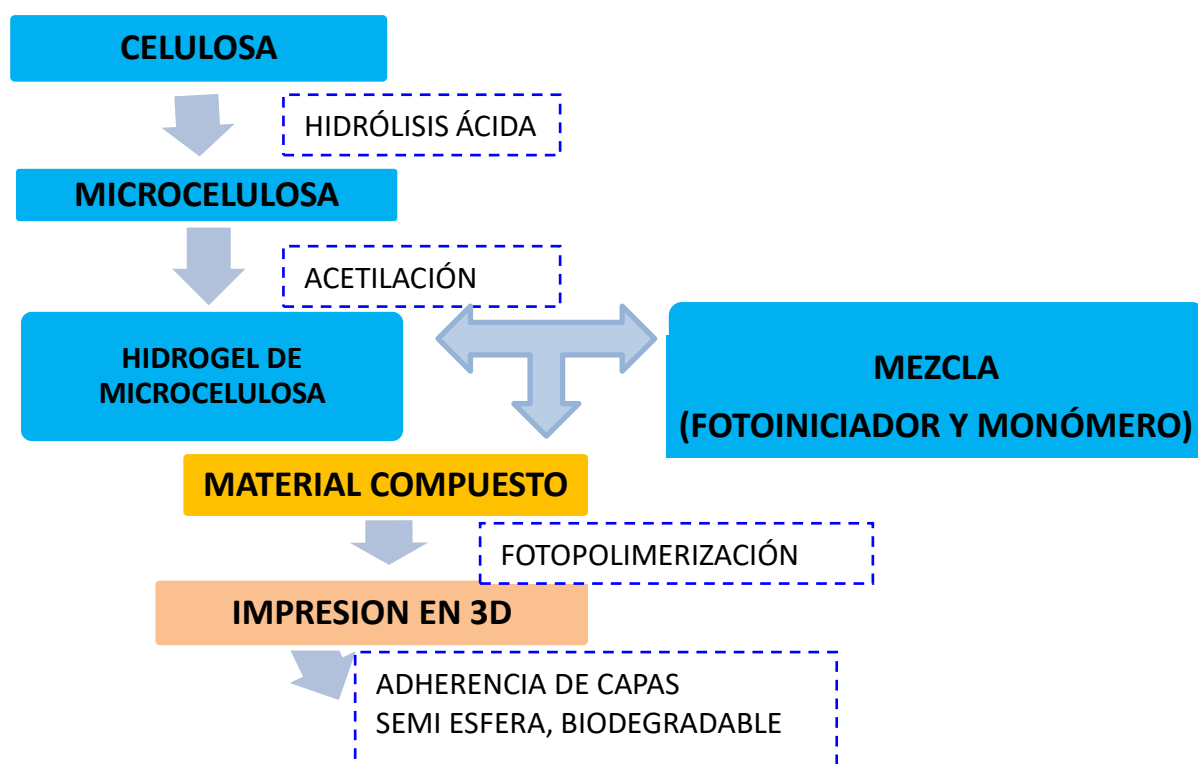 CELULOSA
HIDRÓLISIS ÁCIDA
MICROCELULOSA
ACETILACIÓN
HIDROGEL DE
MICROCELULOSA
MEZCLA
(FOTOINICIADOR Y MONÓMERO)
MATERIAL COMPUESTO
FOTOPOLIMERIZACIÓN
IMPRESION EN 3D
ADHERENCIA DE CAPAS
SEMI ESFERA, BIODEGRADABLE